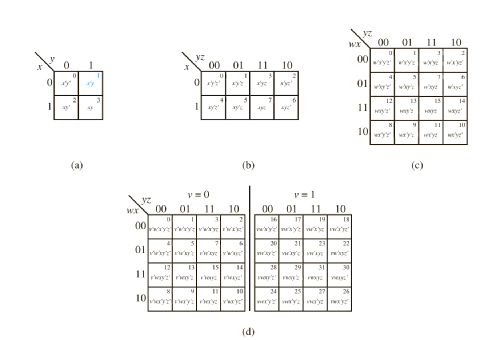 y
x 0 1
0 1
0 x'y' x'y
2 3
1 xy' xy
(a)
yz
x 00 01 11 10
0 1 3 2
0 x'y'z' x'y'z x'yz x'yz'
4 5 7 6
1 xy'z' xy'z xyz xyz'
(b)
yz
wx 00 01 11 10
0 1 3 2
00 w'x'y'z' w'x'y'z w'x'yz w'x'yz'
4 5 7 6
01 w'xy'z' w'xy'z w'xyz w'xyz'
12 13 15 14
11 wxy'z' wxy'z wxyz wxyz'
8 9 11 10
10 wx'y'z' wx'y'z wx'yz wx'yz'
(c)
v = 0 v = 1
yz
wx 00 01 11 10 00 01 11 10
0 1 3 2 16 17 19 18
00 v'w'x'y'z' v'w'x'y'z v'w'x'yz v'w'x'yz' vw'x'y'z' vw'x'y'z vw'x'yz vw'x'yz'
4 5 7 6 20 21 23 22
01 v'w'xy'z' v'w'xy'z v'w'xyz v'w'xyz' vw'xy'z' vw'xy'z vw'xyz vw'xyz'
12 13 15 14 28 29 31 30
11 v'wxy'z' v'wxy'z v'wxyz v'wxyz' vwxy'z' vwxy'z vwxyz vwxyz'
8 9 11 10 24 25 27 26
10 v'wx'y'z' v'wx'y'z v'wx'yz v'wx'yz' vwx'y'z' vwx'y'z vwx'yz vwx'yz'
(d)